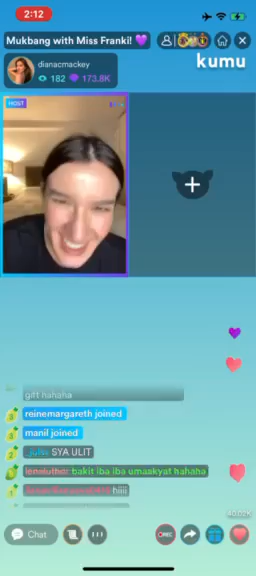 2:12
Mukbang with Miss Franki! 💜
dianacmackey
182 173.8K
kumu
HOST
gitt hahaha
reinemargareth joined
manil joined
SYA ULIT
bakit iba iba umaakyat hahaha
hiiii
Chat